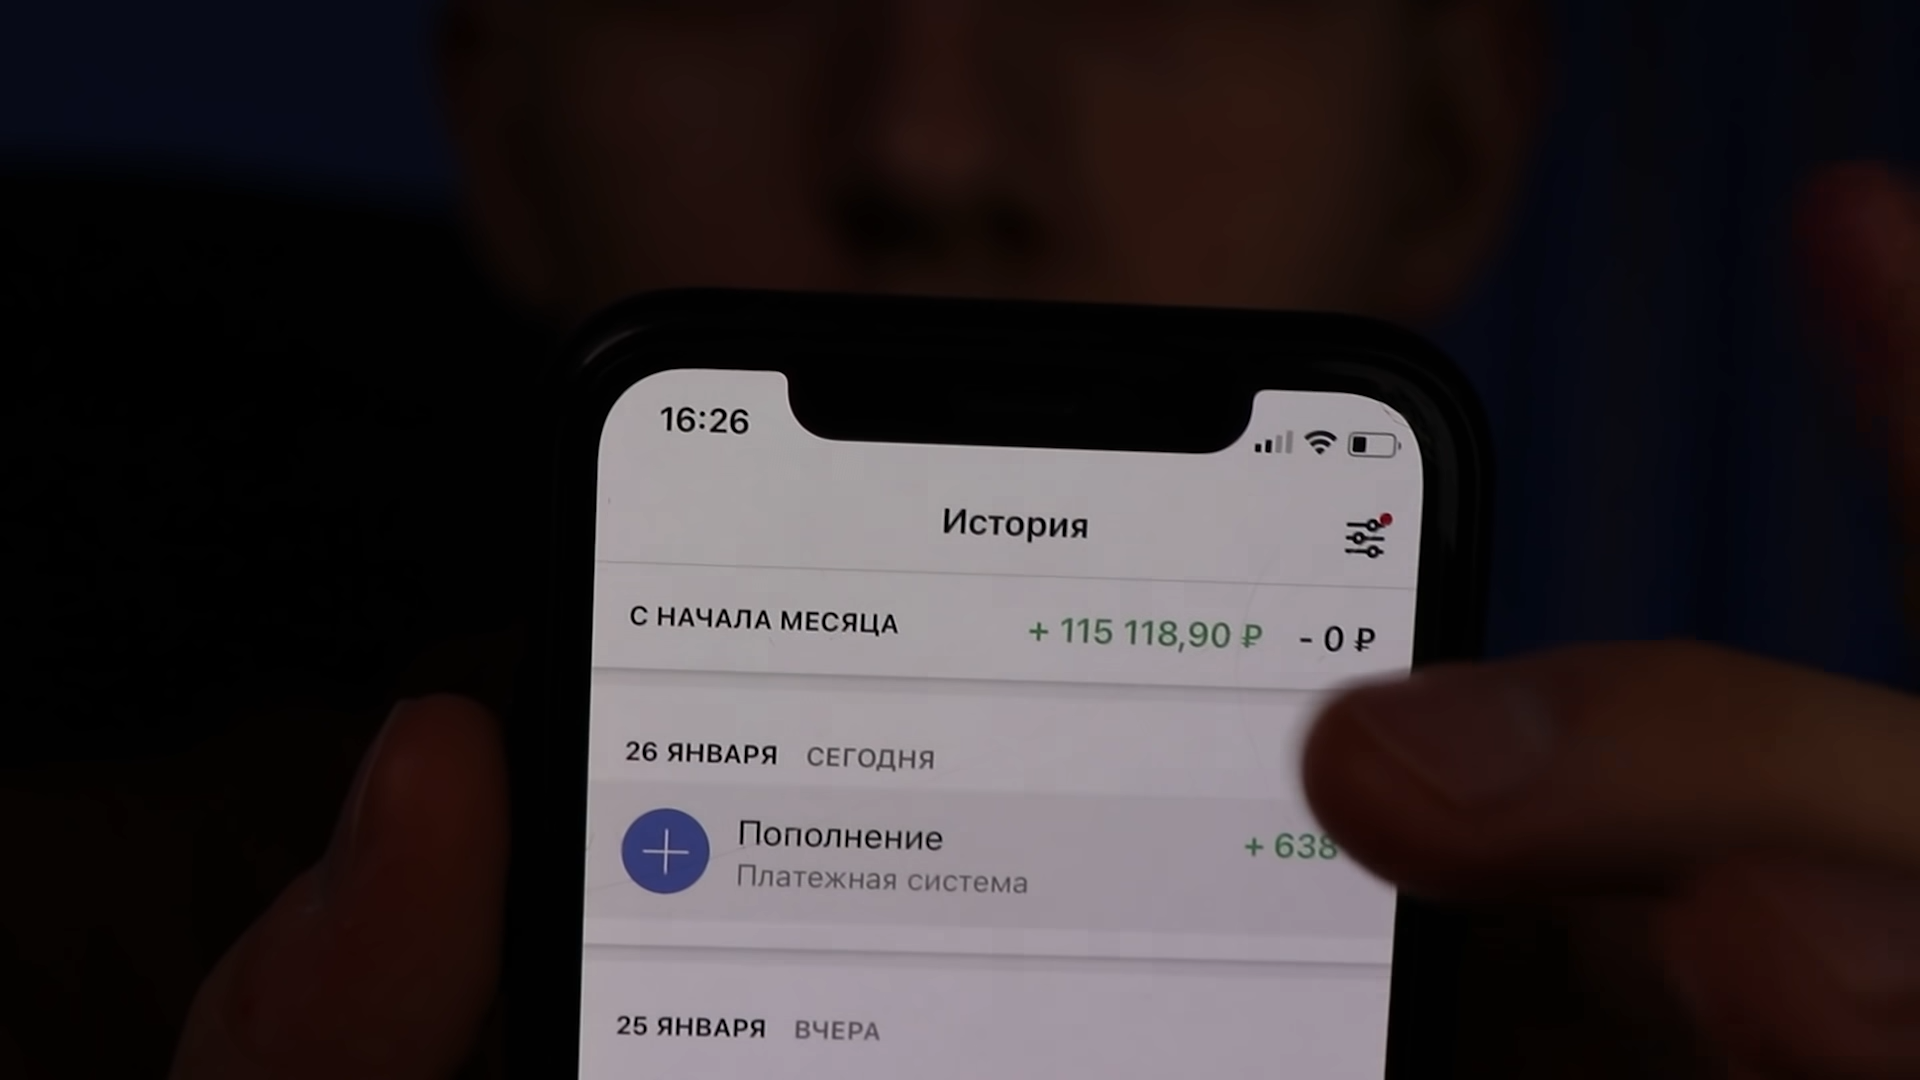 16:26
История
С НАЧАЛА МЕСЯЦА + 115 118,90 ₽ - 0 ₽
26 ЯНВАРЯ СЕГОДНЯ
Пополнение + 638
Платежная система
25 ЯНВАРЯ ВЧЕРА